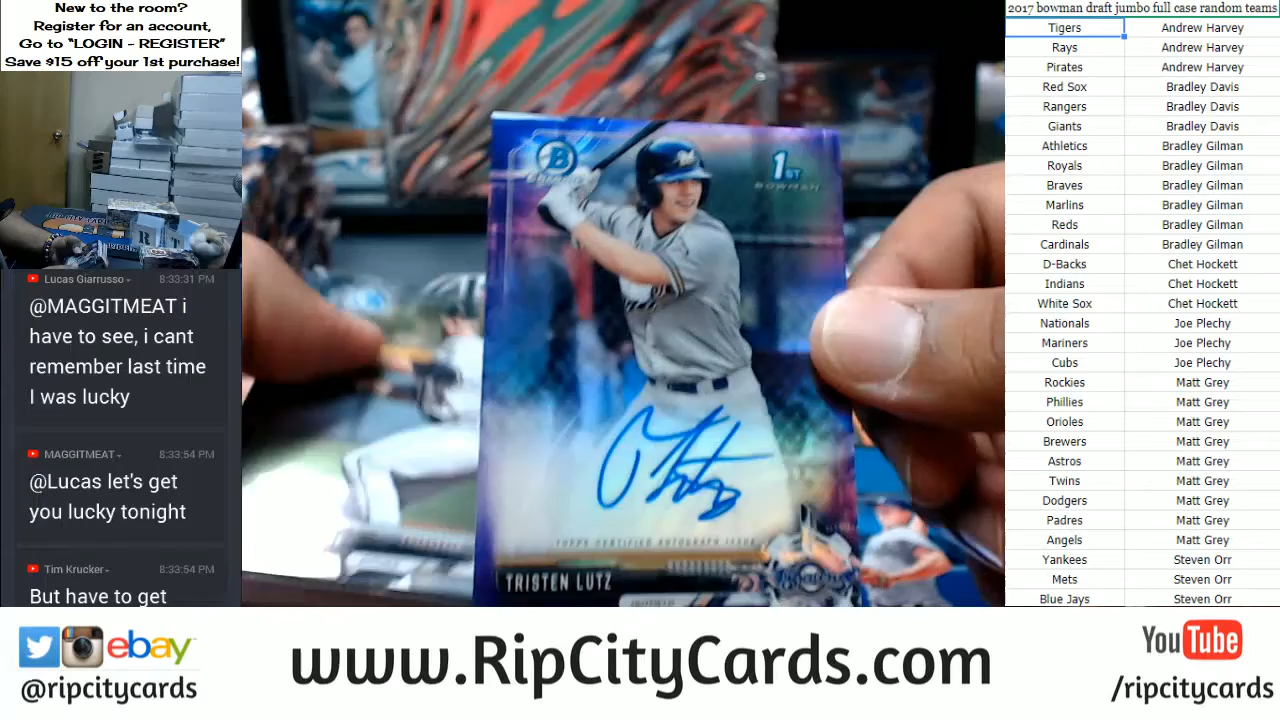 New to the room?
Register for an account,
Go to "LOGIN - REGISTER"
Save $15 off your 1st purchase!
Lucas Giarrusso 8:33:31 PM
@MAGGITMEAT i
have to see, i cant
remember last time
I was lucky
MAGGITMEAT 8:33:54 PM
@Lucas let's get
you lucky tonight
Tim Krucker 8:33:54 PM
But have to get
B
1ST
BOWMAN
TOPPS CERTIFIED AUTOGRAPH ISSUE
TRISTEN LUTZ
Brewers
2017 bowman draft jumbo full case random teams
Tigers Andrew Harvey
Rays Andrew Harvey
Pirates Andrew Harvey
Red Sox Bradley Davis
Rangers Bradley Davis
Giants Bradley Davis
Athletics Bradley Gilman
Royals Bradley Gilman
Braves Bradley Gilman
Marlins Bradley Gilman
Reds Bradley Gilman
Cardinals Bradley Gilman
D-Backs Chet Hockett
Indians Chet Hockett
White Sox Chet Hockett
Nationals Joe Plechy
Mariners Joe Plechy
Cubs Joe Plechy
Rockies Matt Grey
Phillies Matt Grey
Orioles Matt Grey
Brewers Matt Grey
Astros Matt Grey
Twins Matt Grey
Dodgers Matt Grey
Padres Matt Grey
Angels Matt Grey
Yankees Steven Orr
Mets Steven Orr
Blue Jays Steven Orr
ebay
@ripcitycards
www.RipCityCards.com
YouTube
/ripcitycards